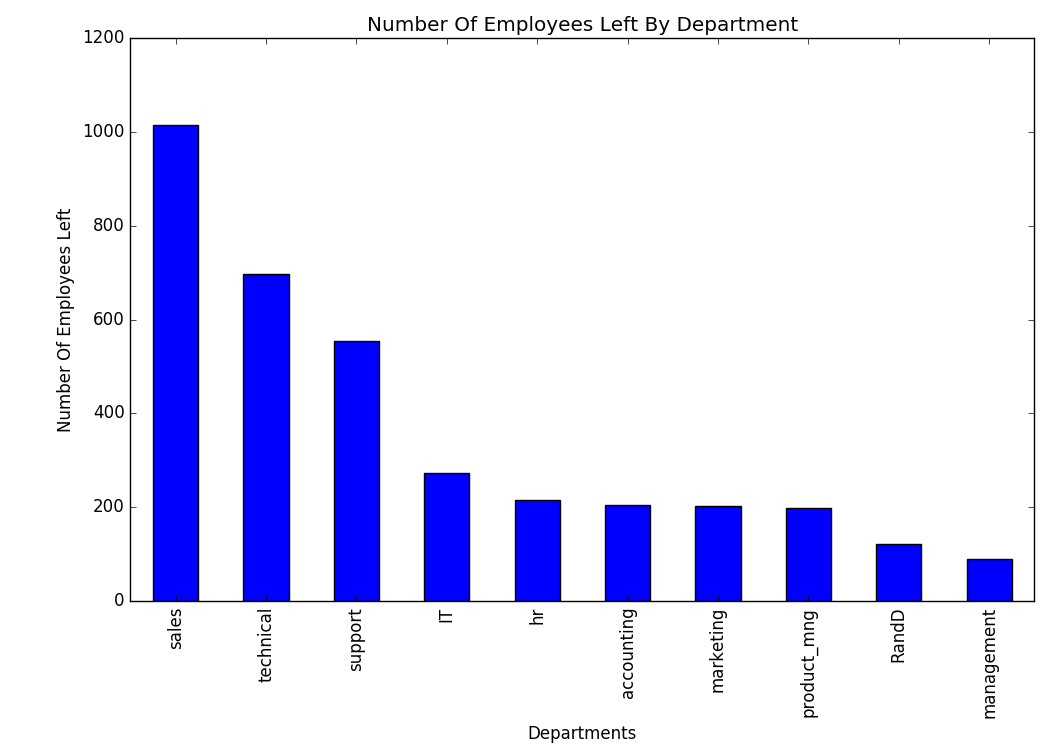 Number Of Employees Left By Department
1200
1000
800
600
400
200
0
Number Of Employees Left
sales
technical
support
IT
hr
accounting
marketing
product_mng
RandD
management
Departments